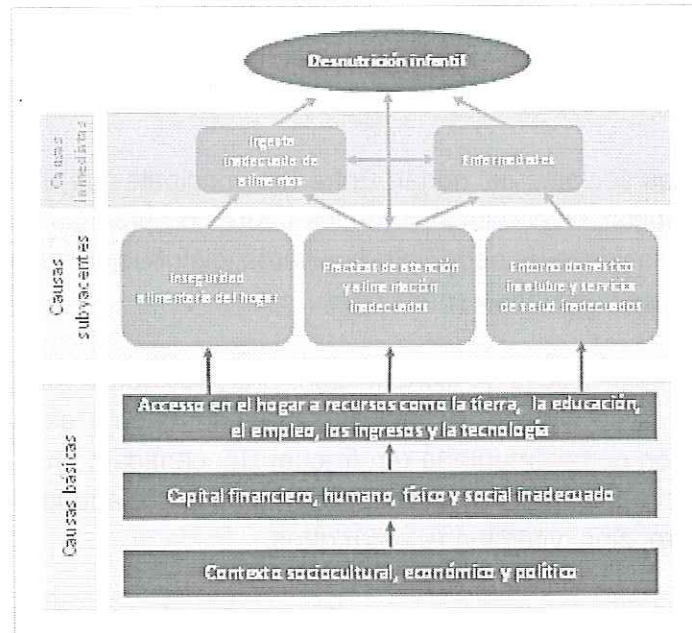 Desnutrición infantil
Causas
inmediatas
Ingesta
inadecuada de
alimentos
Enfermedades
Causas
subyacentes
Inseguridad
alimentaria del hogar
Prácticas de atención
y alimentación
inadecuadas
Entorno doméstico
insalubre y servicios
de salud inadecuados
Causas básicas
Accesso en el hogar a recursos como la tierra, la educación,
el empleo, los ingresos y la tecnología
Capital financiero, humano, físico y social inadecuado
Contexto sociocultural, económico y político